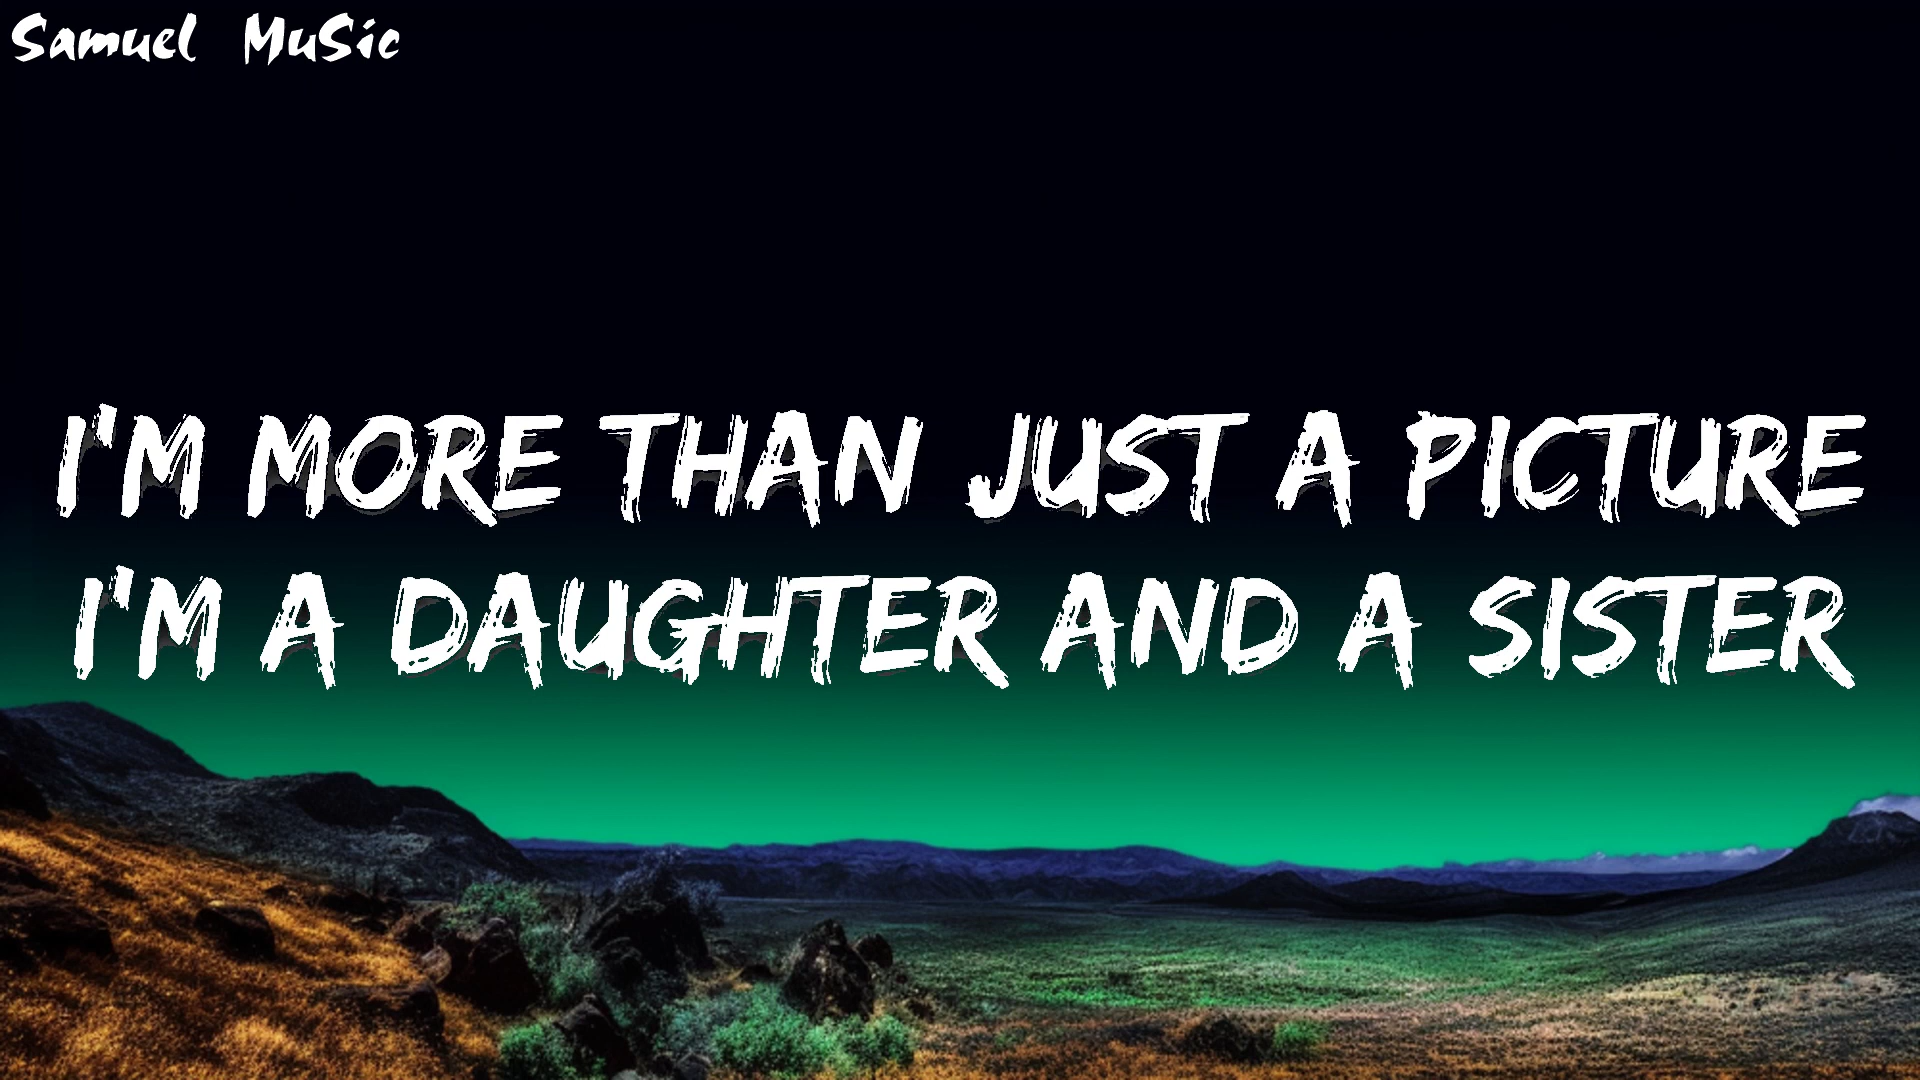 Samuel MuSic
I'M MORE THAN JUST A PICTURE
I'M A DAUGHTER AND A SISTER